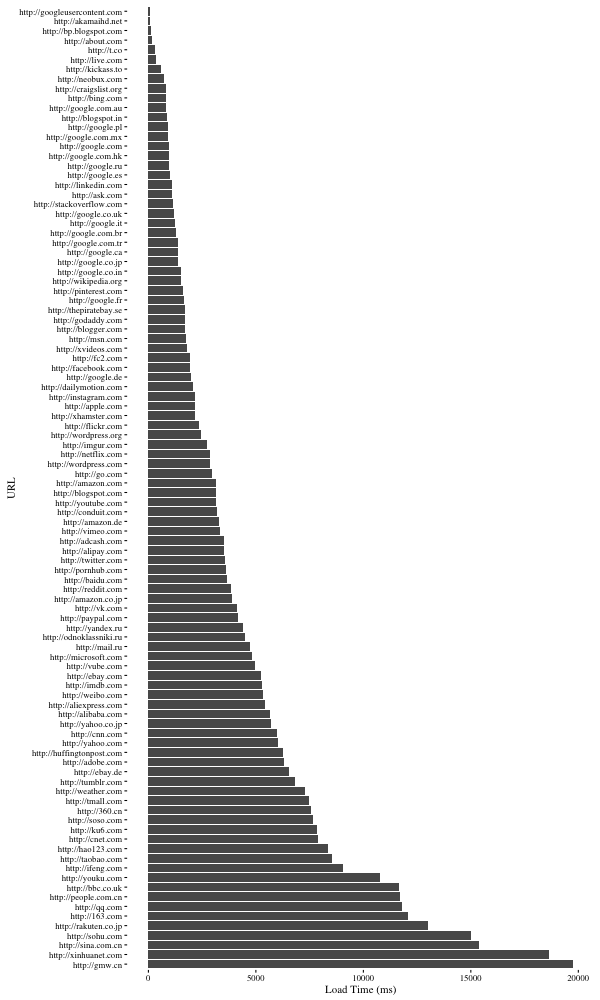 http://googleusercontent.com
http://akamaihd.net
http://bp.blogspot.com
http://about.com
http://t.co
http://live.com
http://kickass.to
http://neobux.com
http://craigslist.org
http://bing.com
http://google.com.au
http://blogspot.in
http://google.pl
http://google.com.mx
http://google.com
http://google.com.hk
http://google.ru
http://google.es
http://linkedin.com
http://ask.com
http://stackoverflow.com
http://google.co.uk
http://google.it
http://google.com.br
http://google.com.tr
http://google.ca
http://google.co.jp
http://google.co.in
http://wikipedia.org
http://pinterest.com
http://google.fr
http://thepiratebay.se
http://godaddy.com
http://blogger.com
http://msn.com
http://xvideos.com
http://fc2.com
http://facebook.com
http://google.de
http://dailymotion.com
http://instagram.com
http://apple.com
http://xhamster.com
http://flickr.com
http://wordpress.org
http://imgur.com
http://netflix.com
http://wordpress.com
http://go.com
http://amazon.com
http://blogspot.com
http://youtube.com
http://conduit.com
http://amazon.de
http://vimeo.com
http://adcash.com
http://alipay.com
http://twitter.com
http://pornhub.com
http://baidu.com
http://reddit.com
http://amazon.co.jp
http://vk.com
http://paypal.com
http://yandex.ru
http://odnoklassniki.ru
http://mail.ru
http://microsoft.com
http://vube.com
http://ebay.com
http://imdb.com
http://weibo.com
http://aliexpress.com
http://alibaba.com
http://yahoo.co.jp
http://cnn.com
http://yahoo.com
http://huffingtonpost.com
http://adobe.com
http://ebay.de
http://tumblr.com
http://weather.com
http://tmall.com
http://360.cn
http://soso.com
http://ku6.com
http://cnet.com
http://hao123.com
http://taobao.com
http://ifeng.com
http://youku.com
http://bbc.co.uk
http://people.com.cn
http://qq.com
http://163.com
http://rakuten.co.jp
http://sohu.com
http://sina.com.cn
http://xinhuanet.com
http://gmw.cn
URL
0 5000 10000 15000 20000
Load Time (ms)